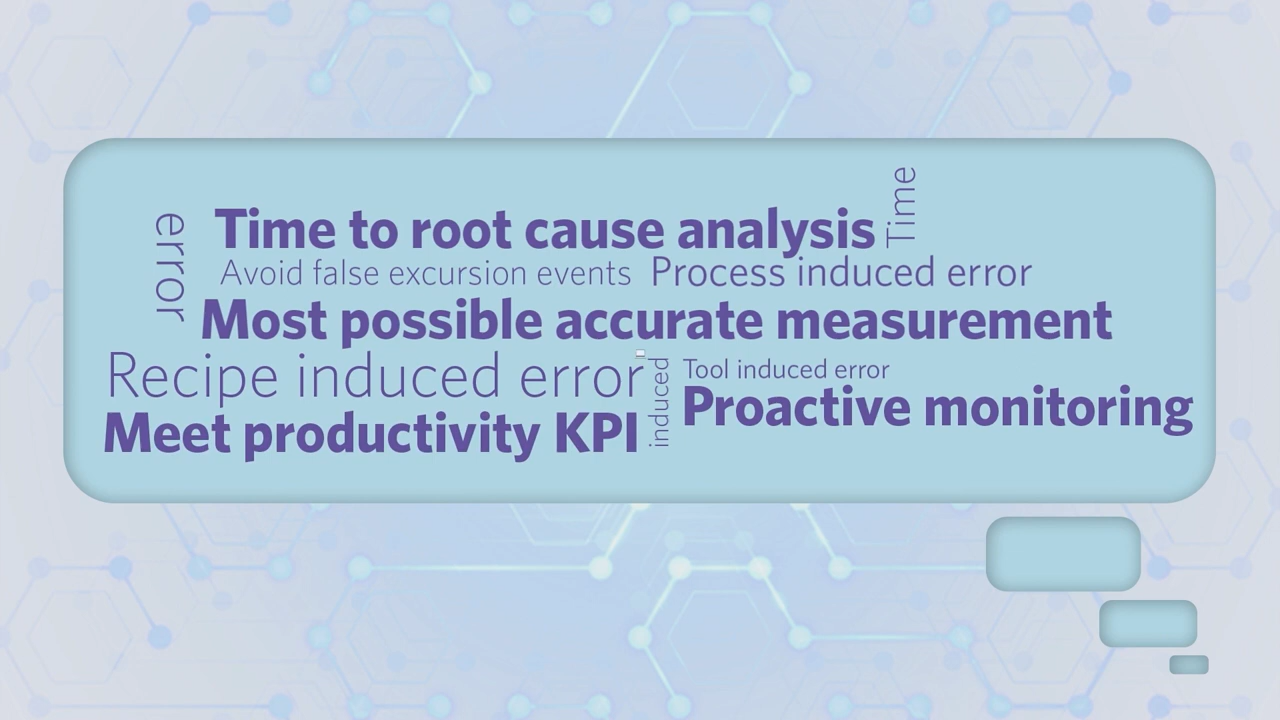 Time
error
Time to root cause analysis
Avoid false excursion events
Process induced error
Most possible accurate measurement
Recipe induced error
induced
Tool induced error
Proactive monitoring
Meet productivity KPI